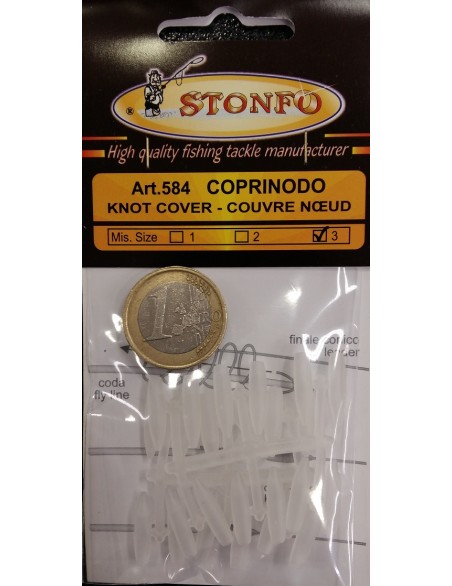 STONFO
®
High quality fishing tackle manufacturer
Art.584 COPRINODO
KNOT COVER - COUVRE NŒUD
Mis. Size 1 2 3
1
finale conico
leader
coda
fly line